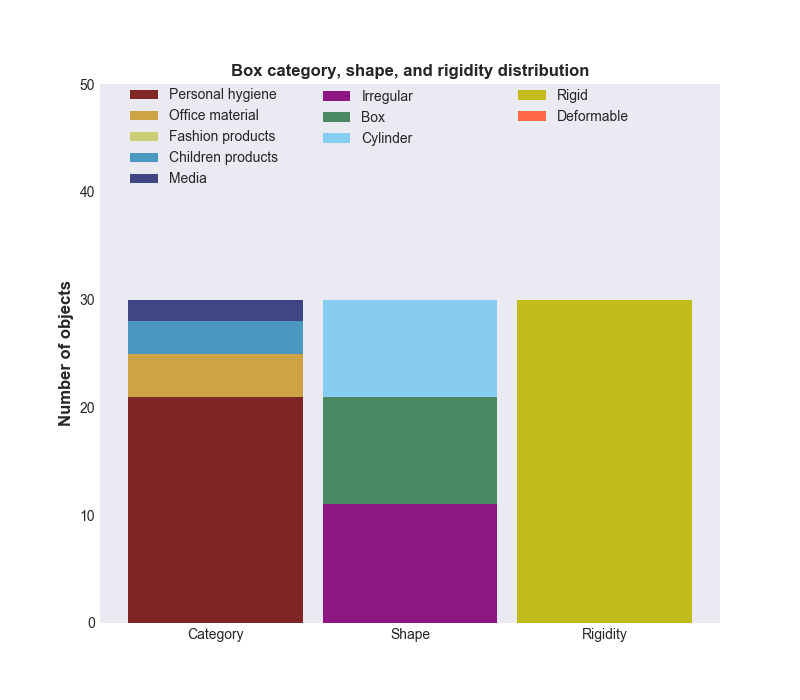 Box category, shape, and rigidity distribution
50
40
30
20
10
0
Number of objects
Personal hygiene
Office material
Fashion products
Children products
Media
Irregular
Box
Cylinder
Rigid
Deformable
Category
Shape
Rigidity